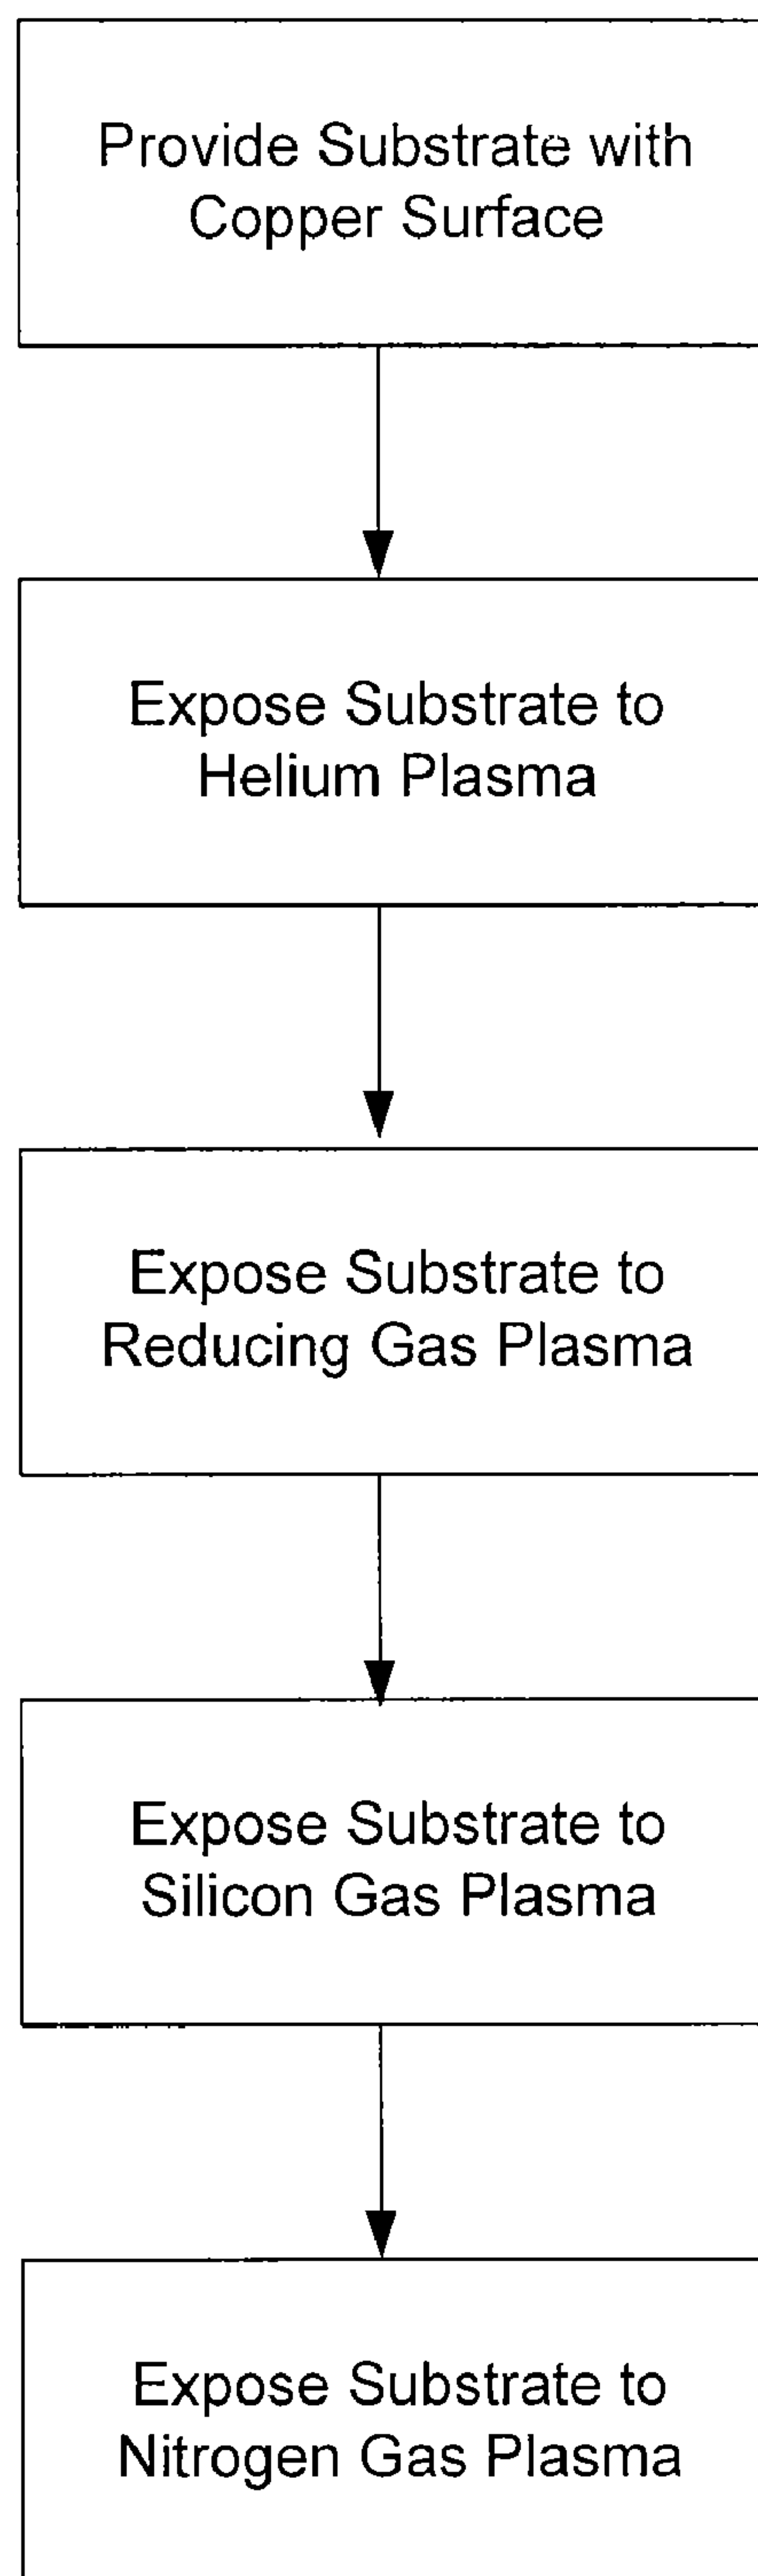 Provide Substrate with
Copper Surface
Expose Substrate to
Helium Plasma
Expose Substrate to
Reducing Gas Plasma
Expose Substrate to
Silicon Gas Plasma
Expose Substrate to
Nitrogen Gas Plasma